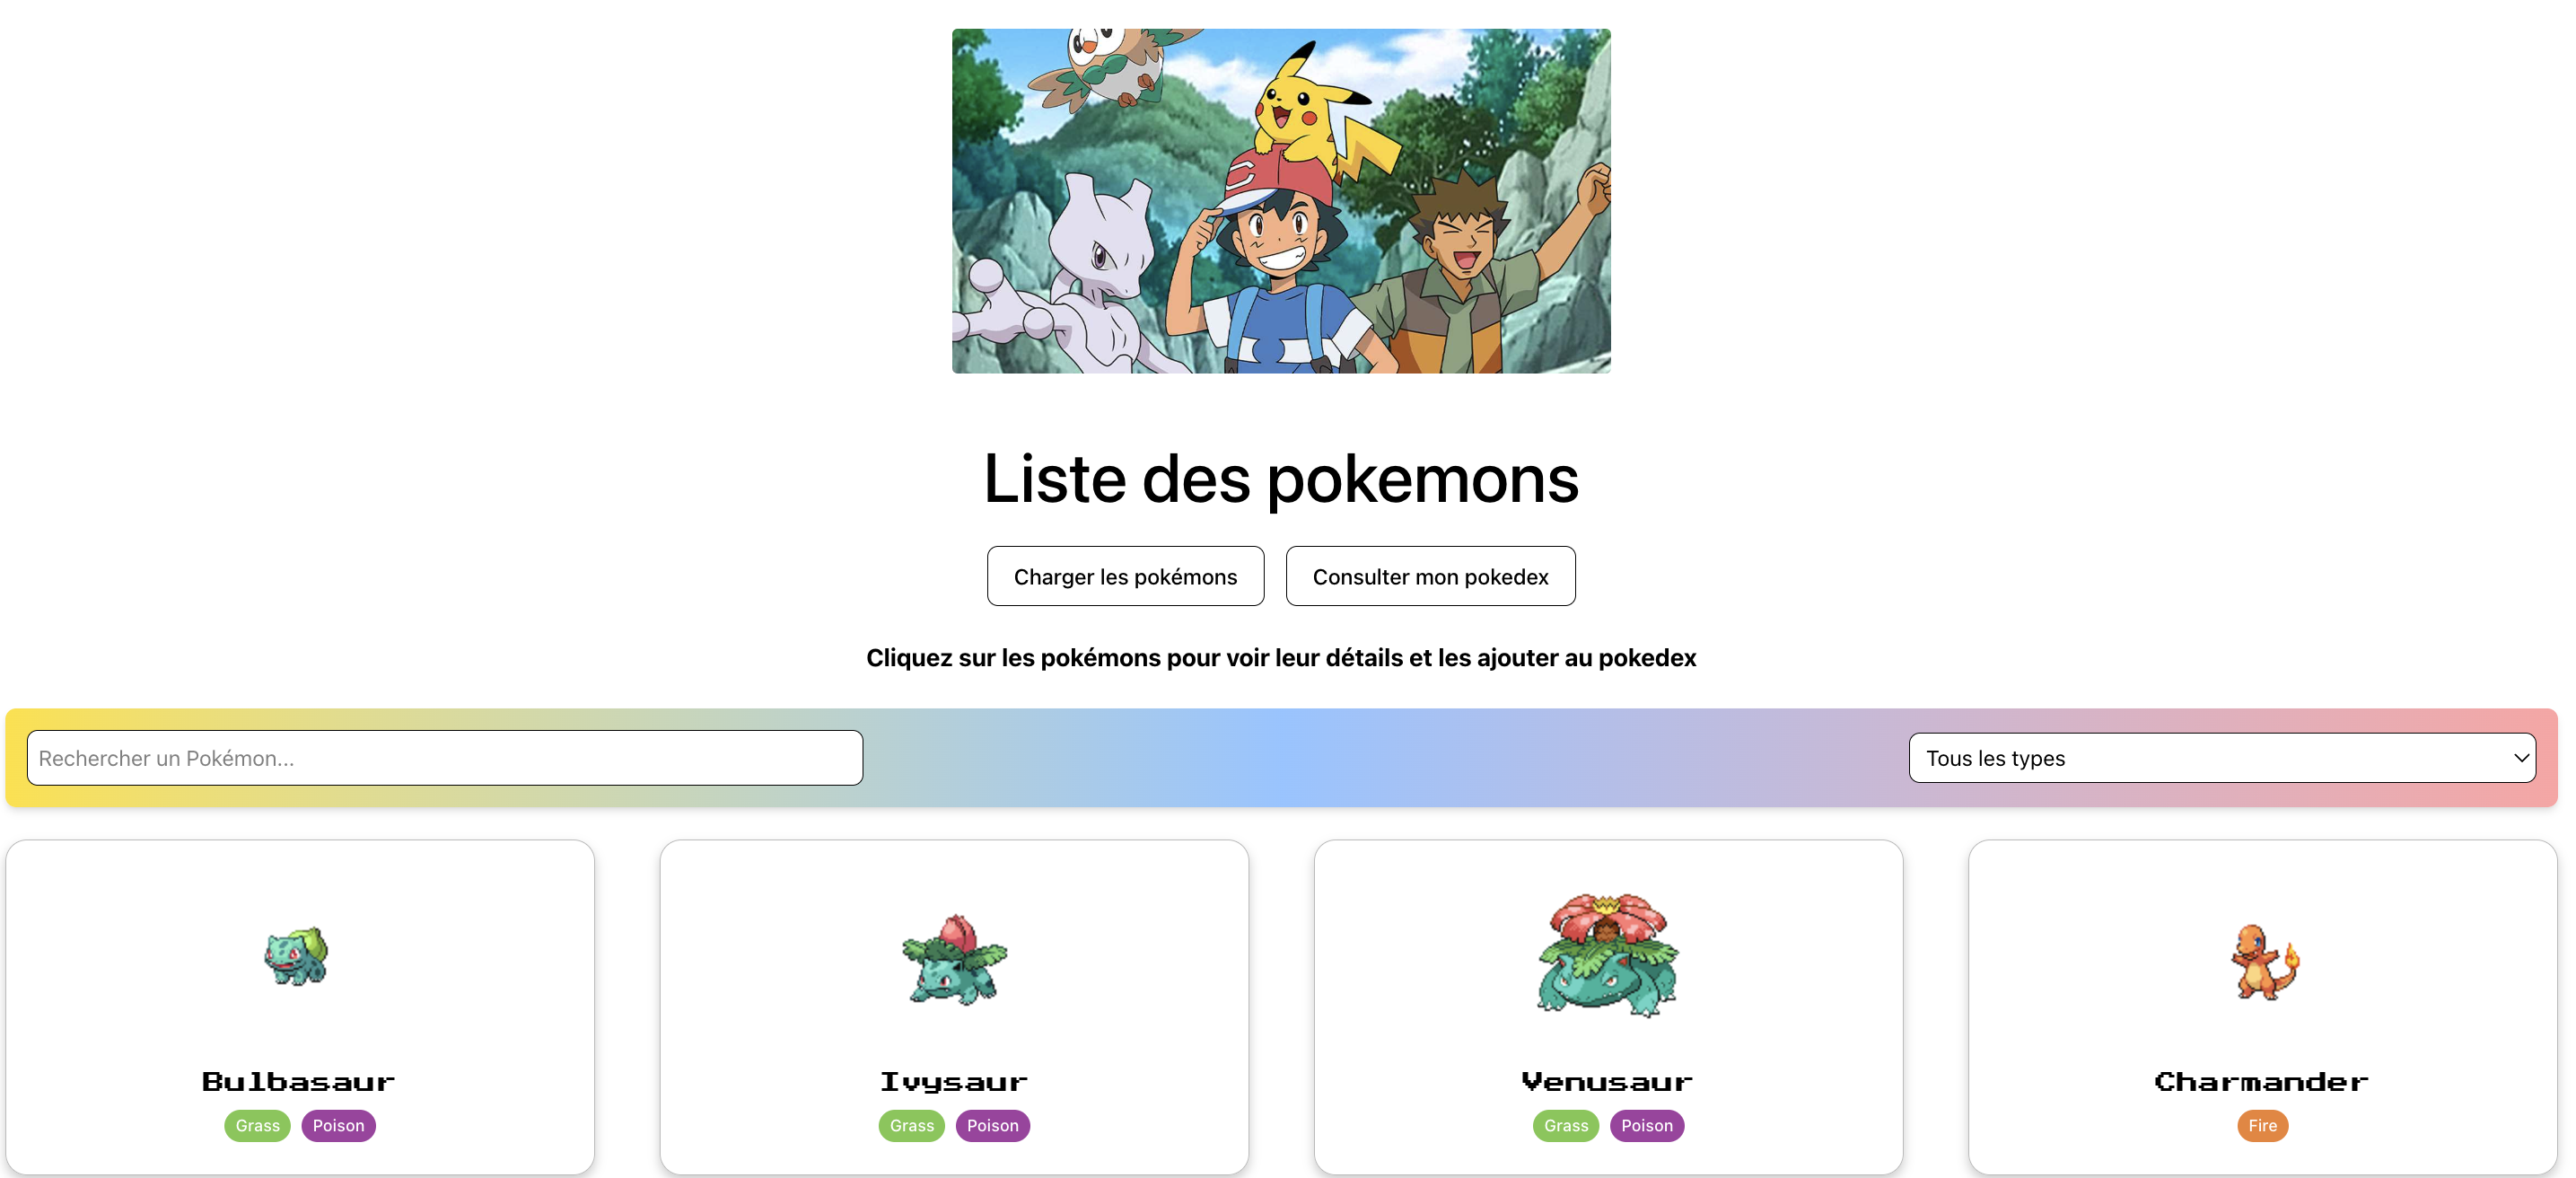 Liste des pokemons
Charger les pokémons
Consulter mon pokedex
Cliquez sur les pokémons pour voir leur détails et les ajouter au pokedex
Rechercher un Pokémon...
Tous les types
Bulbasaur
Grass Poison
Ivysaur
Grass Poison
Venusaur
Grass Poison
Charmander
Fire